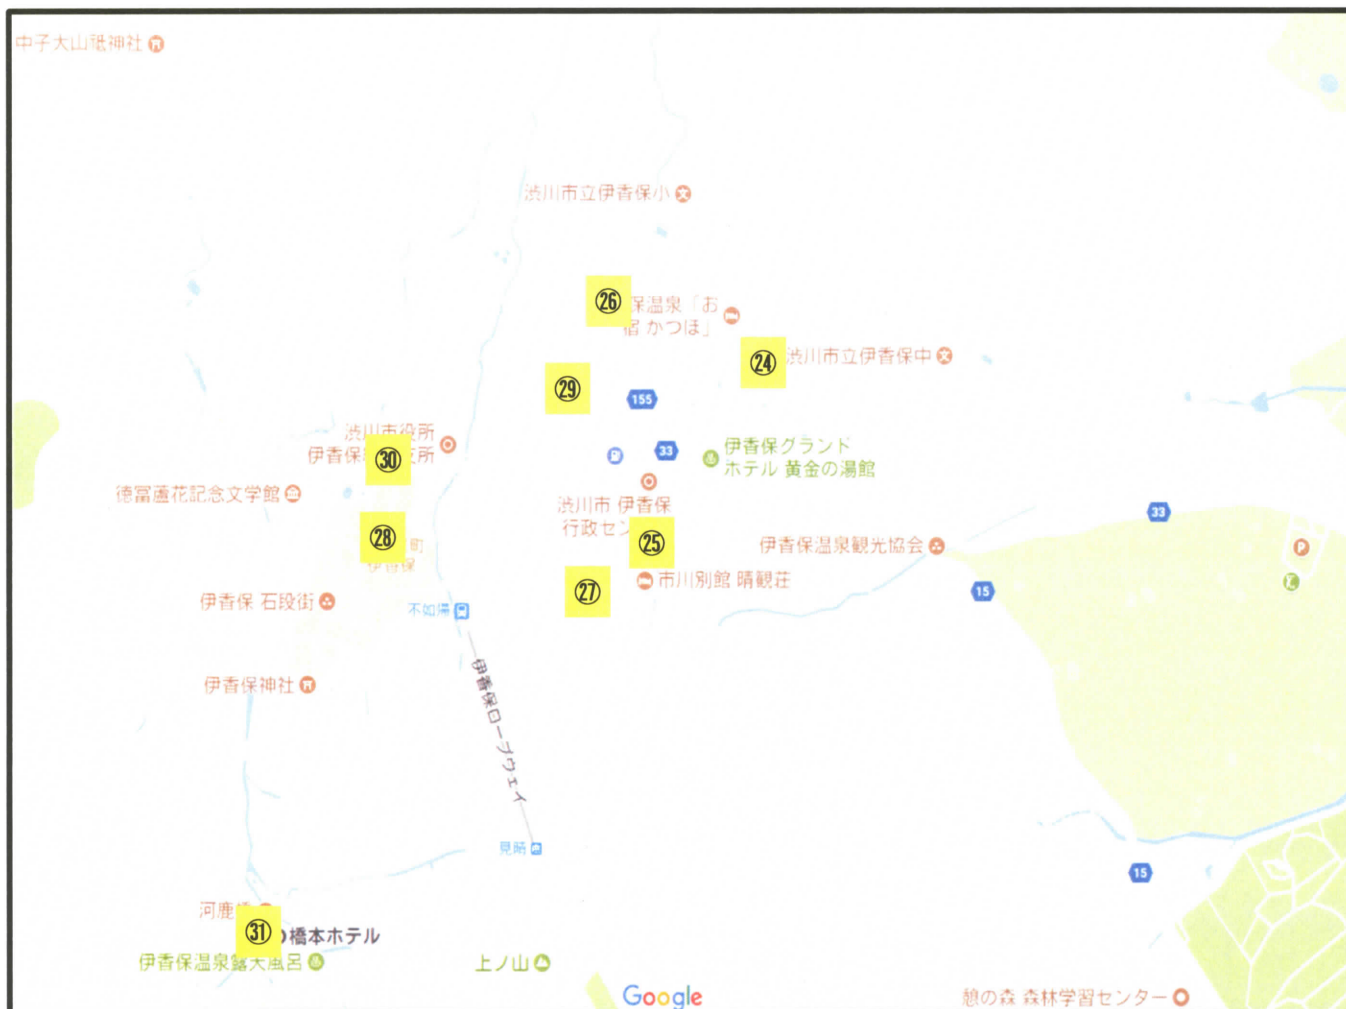 中子大山祗神社
渋川市立伊香保小
㉖
保温泉「お
宿 かつほ」
㉔
渋川市立伊香保中
㉙
155
渋川市役所
伊香保
支所
㉚
33
伊香保グランド
ホテル 黄金の湯館
徳冨蘆花記念文学館
渋川市 伊香保
行政セン
33
㉘
町
伊香保
㉕
伊香保温泉観光協会
P
市川別館 晴観荘
㉗
15
伊香保 石段街
不如帰
伊香保神社
伊香保ロープウェイ
見晴
15
河鹿橋
㉛
橋本ホテル
伊香保温泉露天風呂
上ノ山
Google
憩の森 森林学習センター